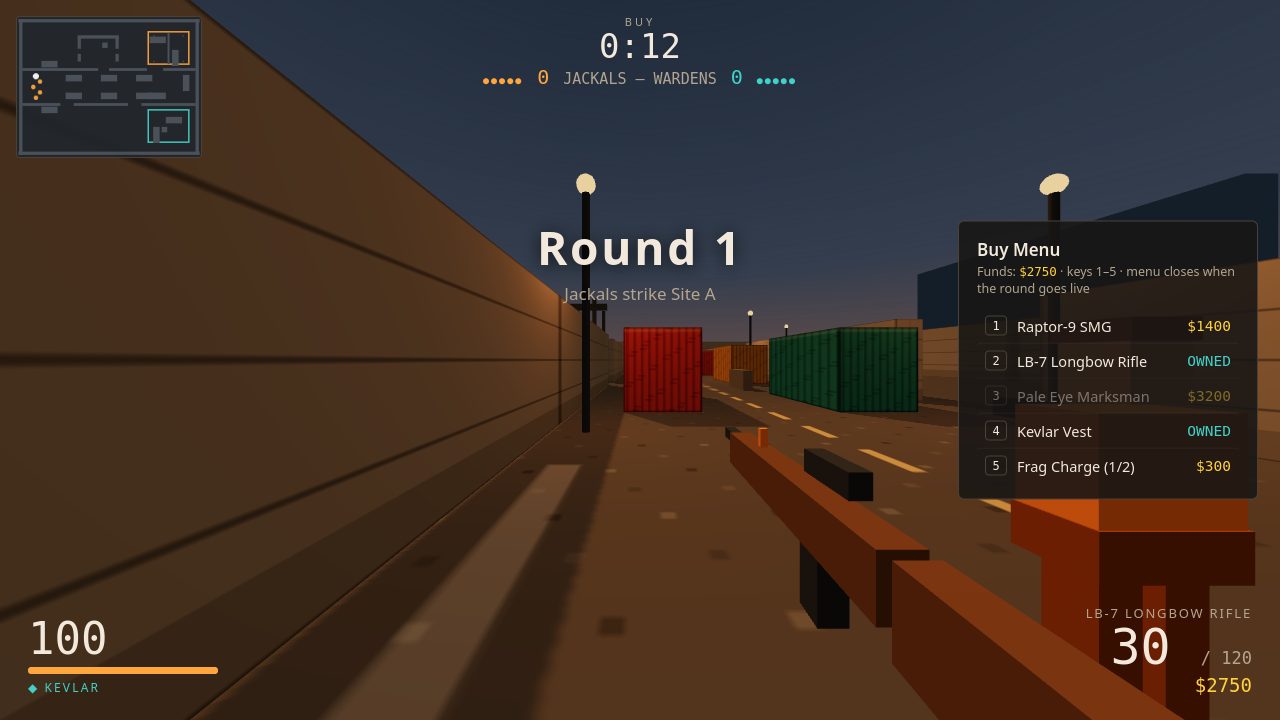 BUY
0:12
0 JACKALS — WARDENS 0
Round 1
Jackals strike Site A
Buy Menu
Funds: $2750 · keys 1–5 · menu closes when
the round goes live
1 Raptor-9 SMG $1400
2 LB-7 Longbow Rifle OWNED
3 Pale Eye Marksman $3200
4 Kevlar Vest OWNED
5 Frag Charge (1/2) $300
100
◆ KEVLAR
LB-7 LONGBOW RIFLE
30 / 120
$2750